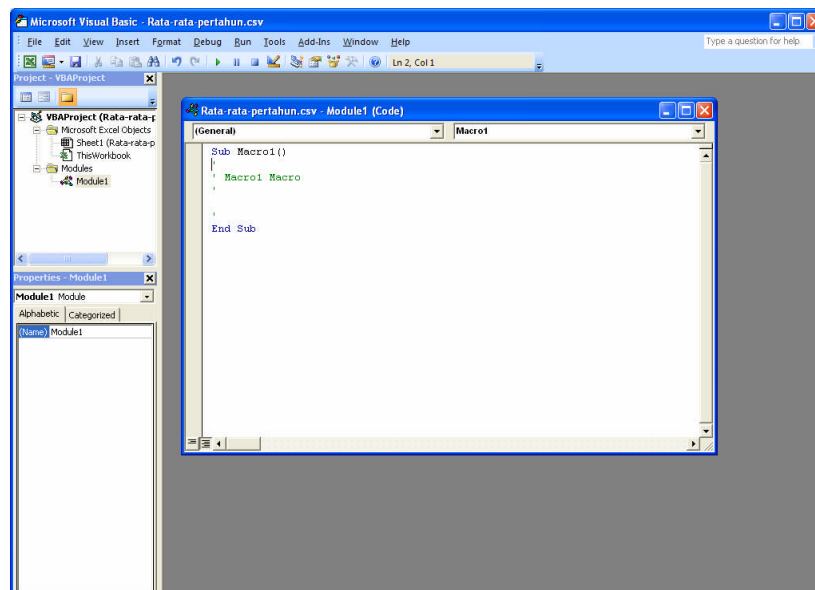 Microsoft Visual Basic - Rata-rata-pertahun.csv
File Edit View Insert Format Debug Run Tools Add-Ins Window Help
Type a question for help
Ln 2, Col 1
Project - VBAProject
VBAProject (Rata-rata-p
Microsoft Excel Objects
Sheet1 (Rata-rata-p
ThisWorkbook
Modules
Module1
Properties - Module1
Module1 Module
Alphabetic Categorized
(Name) Module1
Rata-rata-pertahun.csv - Module1 (Code)
(General) Macro1
Sub Macro1()
'
' Macro1 Macro
'
'
End Sub